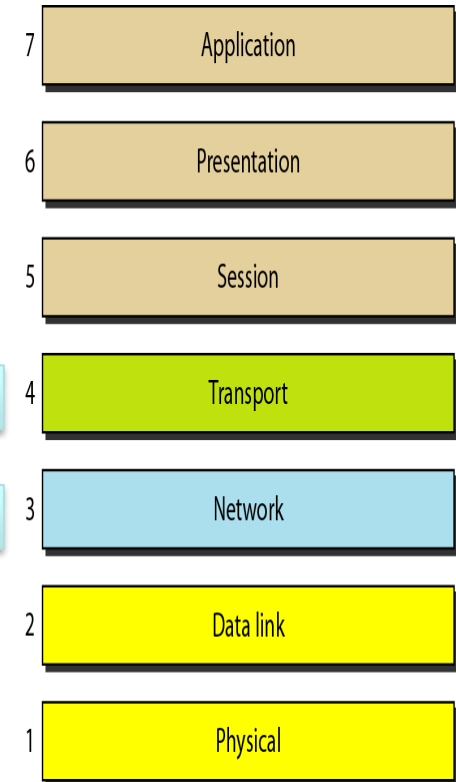 7 Application
6 Presentation
5 Session
4 Transport
3 Network
2 Data link
1 Physical